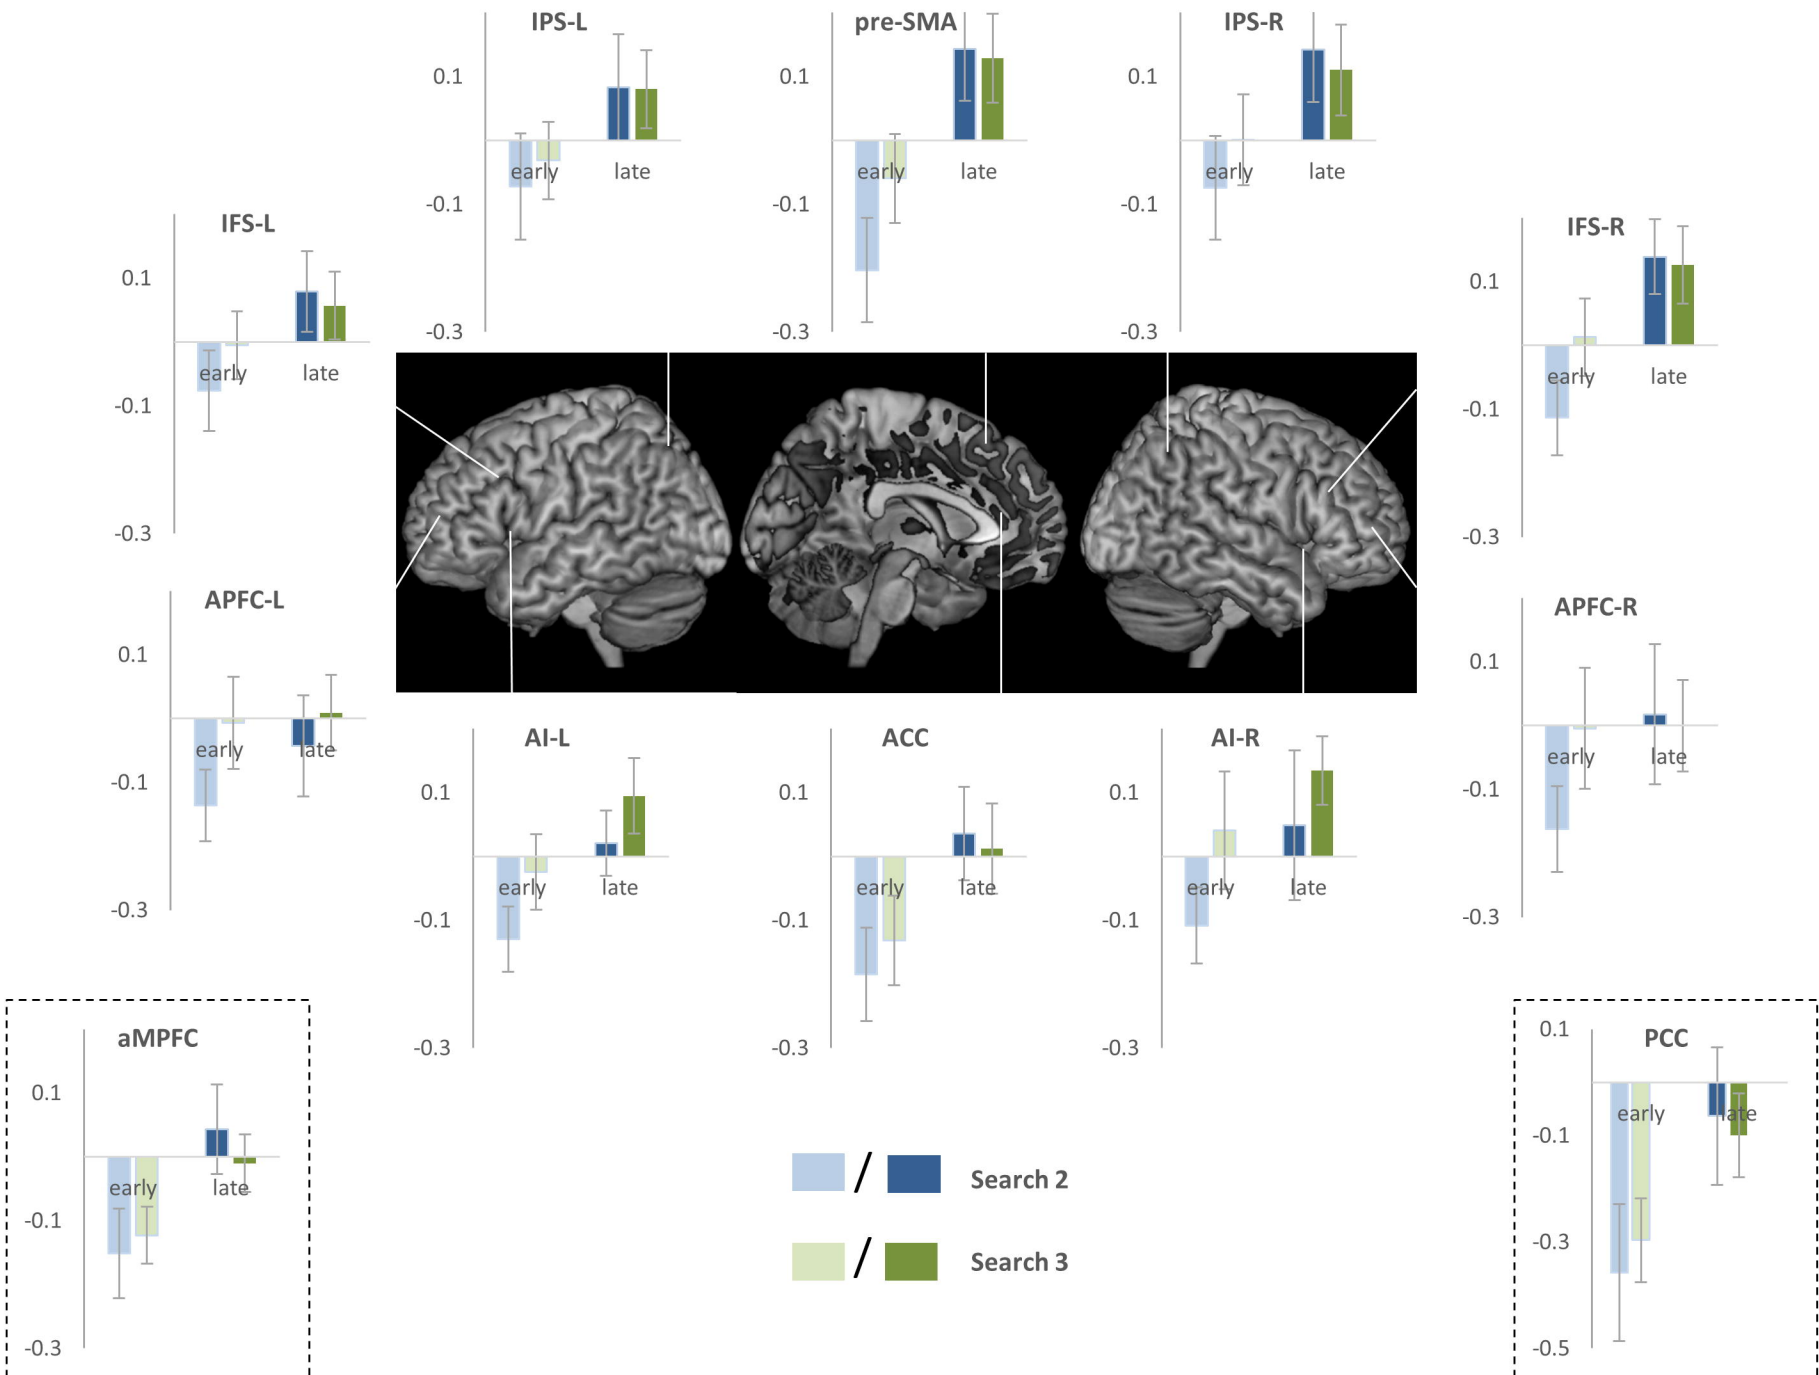 IPS-L
0.1
-0.1
-0.3
early
late
pre-SMA
0.1
-0.1
-0.3
early
late
IPS-R
0.1
-0.1
-0.3
early
late
IFS-L
0.1
-0.1
-0.3
early
late
IFS-R
0.1
-0.1
-0.3
early
late
APFC-L
0.1
-0.1
-0.3
early
late
APFC-R
0.1
-0.1
-0.3
early
late
AI-L
0.1
-0.1
-0.3
early
late
ACC
0.1
-0.1
-0.3
early
late
AI-R
0.1
-0.1
-0.3
early
late
aMPFC
0.1
-0.1
-0.3
early
late
PCC
0.1
-0.1
-0.3
-0.5
early
late
/ Search 2
/ Search 3